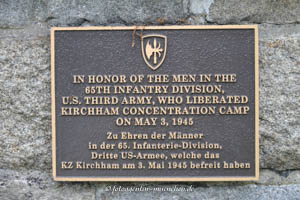 IN HONOR OF THE MEN IN THE
65TH INFANTRY DIVISION,
U.S. THIRD ARMY, WHO LIBERATED
KIRCHHAM CONCENTRATION CAMP
ON MAY 3, 1945
Zu Ehren der Männer
in der 65. Infanterie-Division,
Dritte US-Armee, welche das
KZ Kirchham am 3. Mai 1945 befreit haben